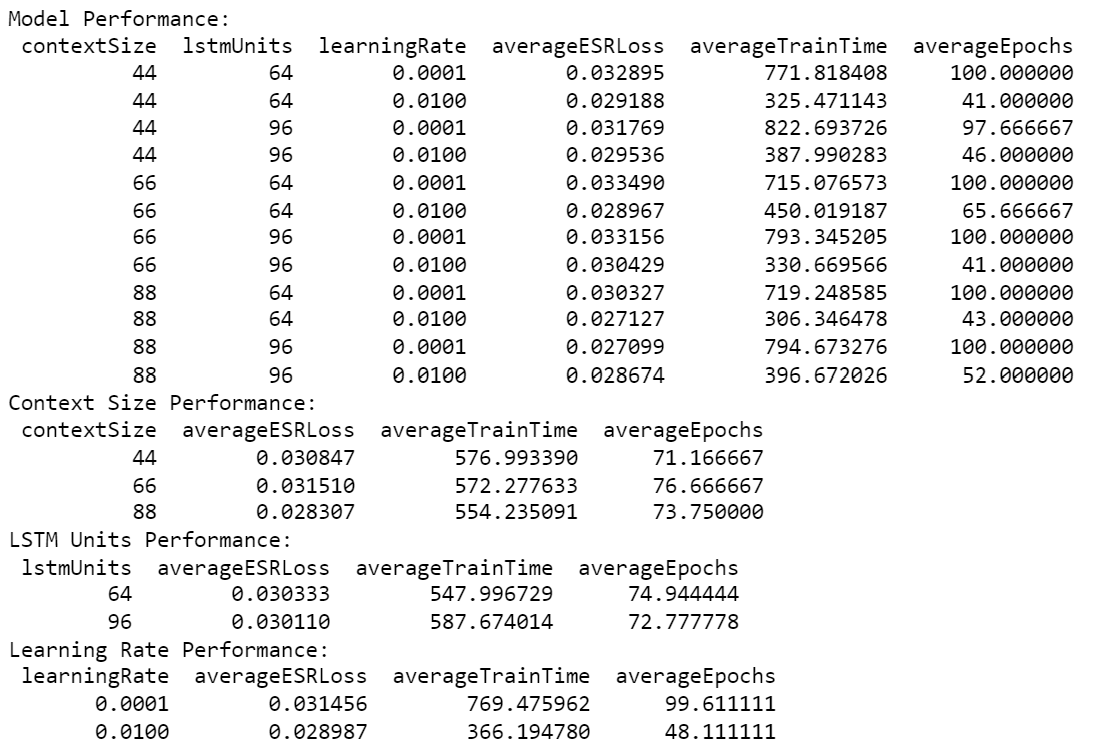 Model Performance:
contextSize lstmUnits learningRate averageESRLoss averageTrainTime averageEpochs
44 64 0.0001 0.032895 771.818408 100.000000
44 64 0.0100 0.029188 325.471143 41.000000
44 96 0.0001 0.031769 822.693726 97.666667
44 96 0.0100 0.029536 387.990283 46.000000
66 64 0.0001 0.033490 715.076573 100.000000
66 64 0.0100 0.028967 450.019187 65.666667
66 96 0.0001 0.033156 793.345205 100.000000
66 96 0.0100 0.030429 330.669566 41.000000
88 64 0.0001 0.030327 719.248585 100.000000
88 64 0.0100 0.027127 306.346478 43.000000
88 96 0.0001 0.027099 794.673276 100.000000
88 96 0.0100 0.028674 396.672026 52.000000
Context Size Performance:
contextSize averageESRLoss averageTrainTime averageEpochs
44 0.030847 576.993390 71.166667
66 0.031510 572.277633 76.666667
88 0.028307 554.235091 73.750000
LSTM Units Performance:
lstmUnits averageESRLoss averageTrainTime averageEpochs
64 0.030333 547.996729 74.944444
96 0.030110 587.674014 72.777778
Learning Rate Performance:
learningRate averageESRLoss averageTrainTime averageEpochs
0.0001 0.031456 769.475962 99.611111
0.0100 0.028987 366.194780 48.111111